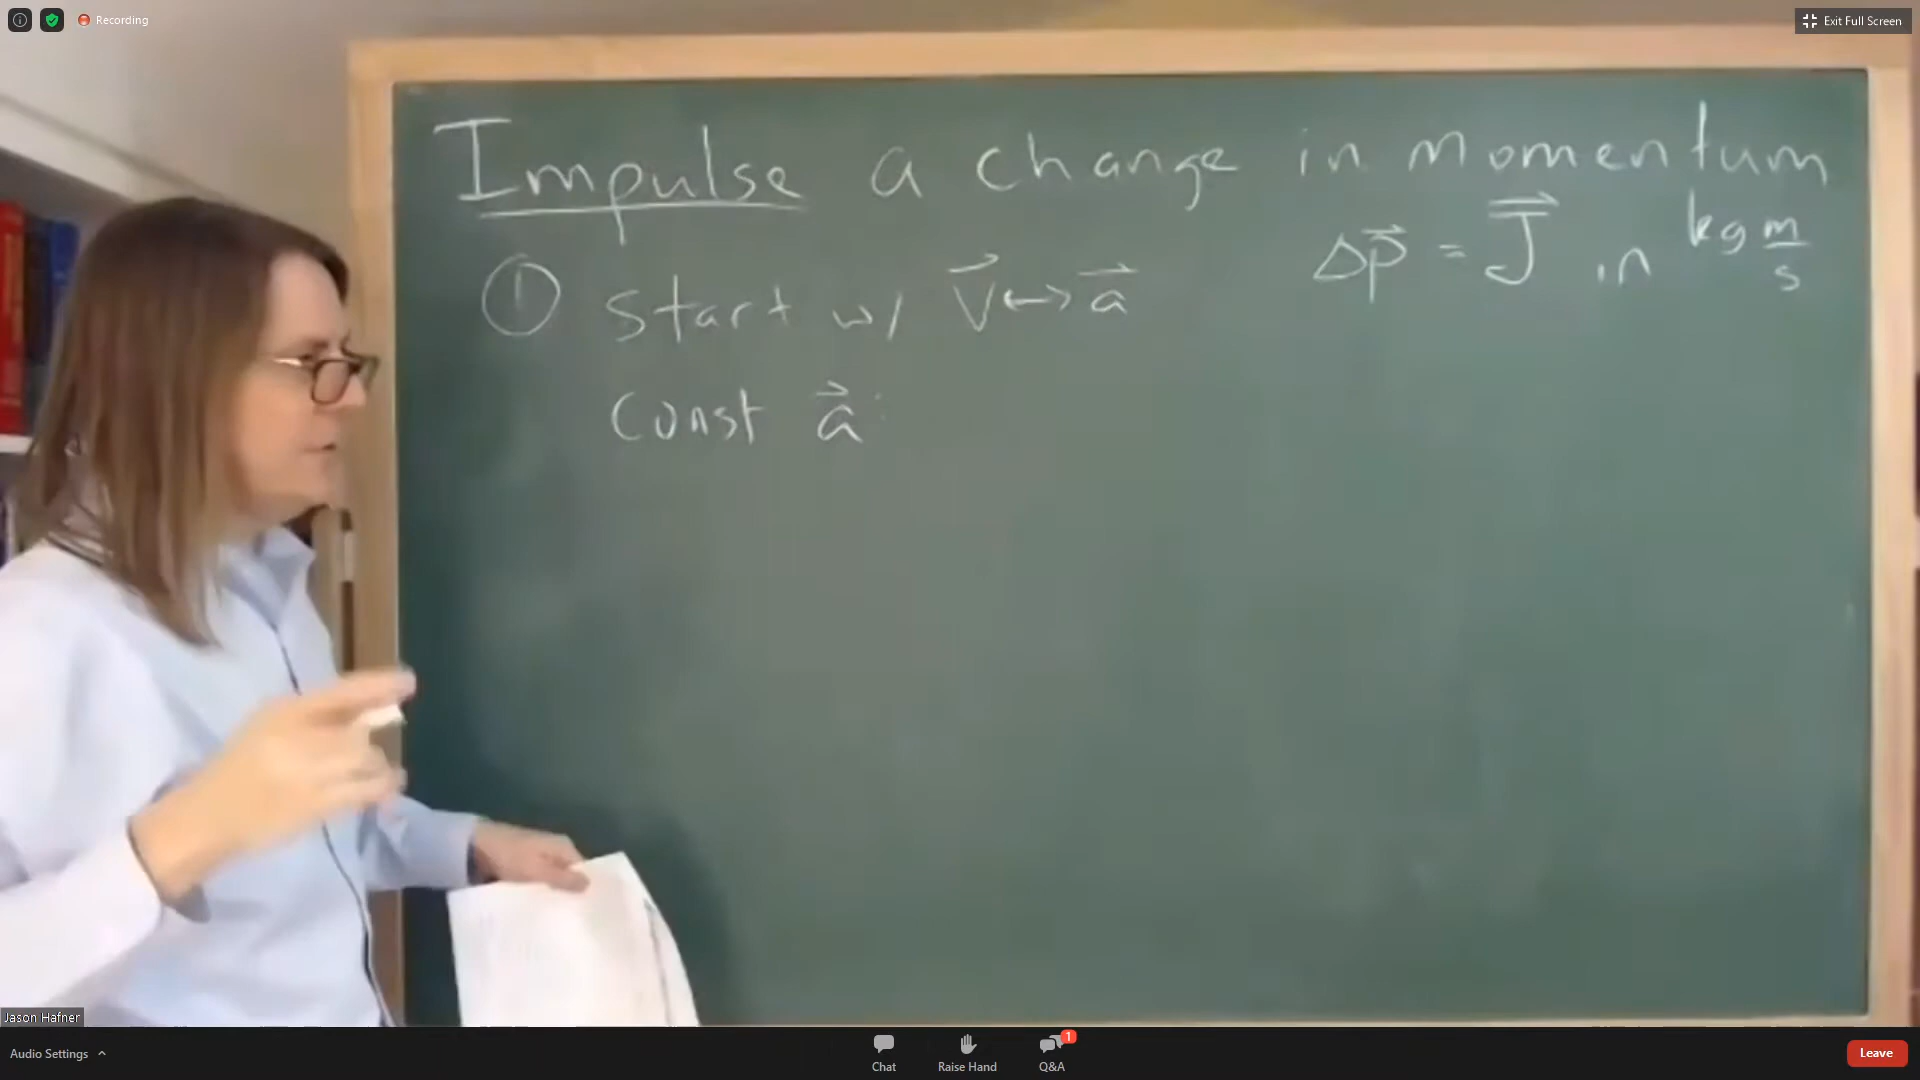 Recording
Exit Full Screen
Impulse a change in momentum
Δp⃗ = J⃗ in kg m/s
① Start w/ v⃗ ↔ a⃗
Const a⃗:
Jason Hafner
Audio Settings
Chat
Raise Hand
Q&A
1
Leave